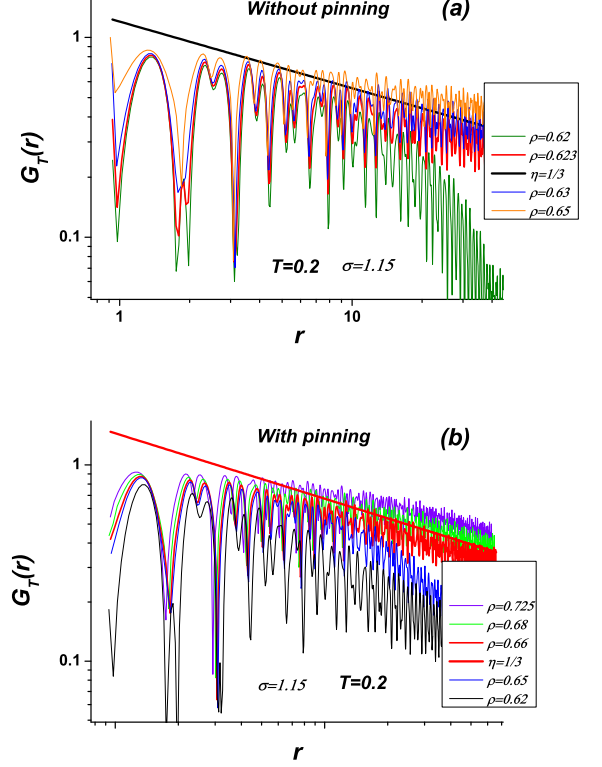 Without pinning
(a)
1
0.1
G_T(r)
ρ=0.62
ρ=0.623
η=1/3
ρ=0.63
ρ=0.65
T=0.2 σ=1.15
1 10
r
With pinning
(b)
1
0.1
G_T(r)
ρ=0.725
ρ=0.68
ρ=0.66
η=1/3
ρ=0.65
ρ=0.62
σ=1.15 T=0.2
r